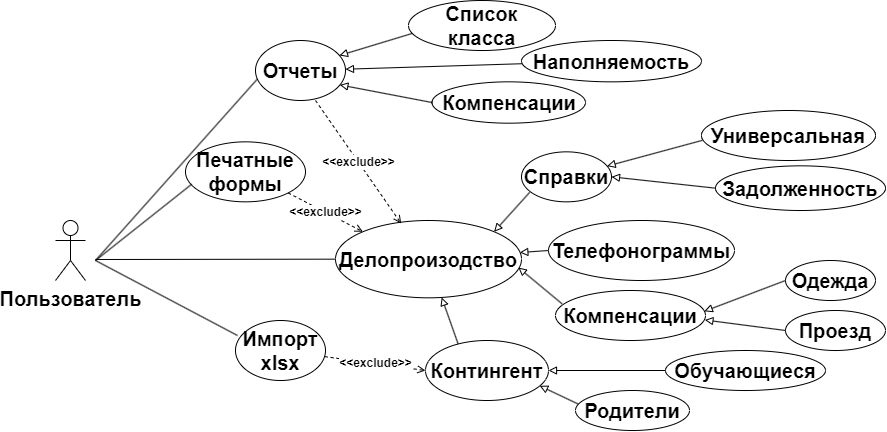 Список
класса
Отчеты
Наполняемость
Компенсации
Универсальная
<<exclude>>
Печатные
формы
Справки
Задолженность
<<exclude>>
Делопроизодство
Телефонограммы
Пользователь
Одежда
Компенсации
Проезд
Импорт
xlsx
<<exclude>>
Контингент
Обучающиеся
Родители